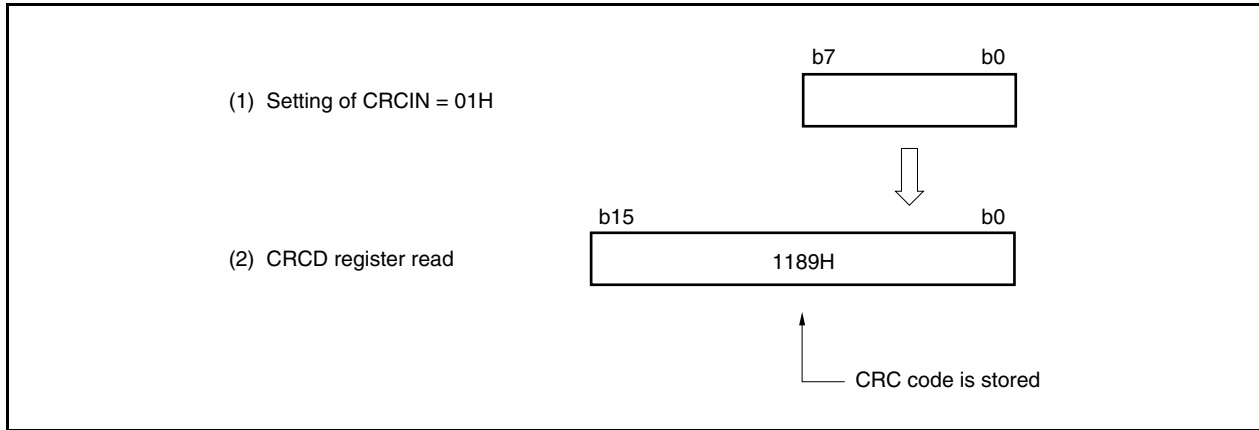 b7 b0
(1) Setting of CRCIN = 01H
b15 b0
(2) CRCD register read 1189H
CRC code is stored